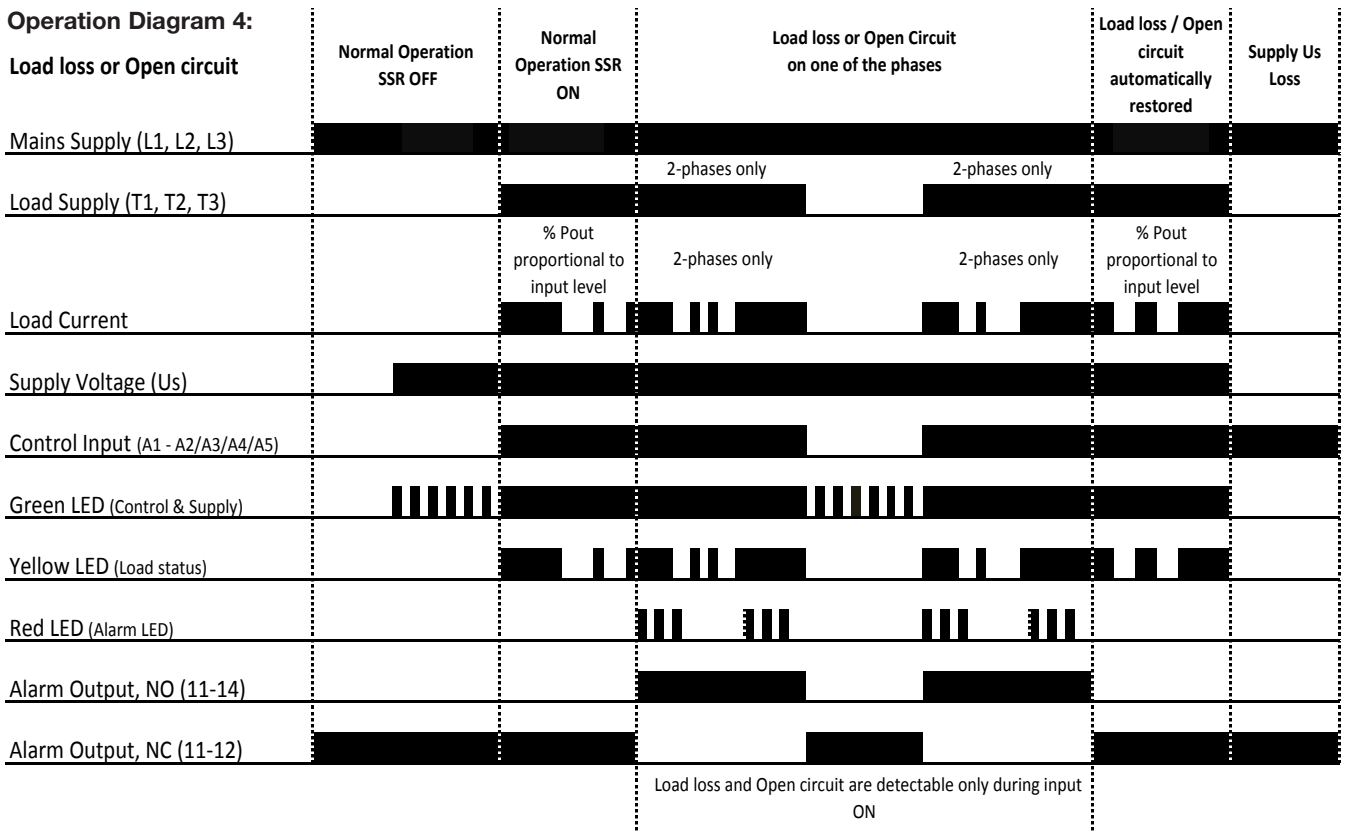 Operation Diagram 4:
Load loss or Open circuit
Normal Operation
SSR OFF
Normal
Operation SSR
ON
Load loss or Open Circuit
on one of the phases
Load loss / Open
circuit
automatically
restored
Supply Us
Loss
Mains Supply (L1, L2, L3)
2-phases only
2-phases only
Load Supply (T1, T2, T3)
% Pout
proportional to
input level
2-phases only
2-phases only
% Pout
proportional to
input level
Load Current
Supply Voltage (Us)
Control Input (A1 - A2/A3/A4/A5)
Green LED (Control & Supply)
Yellow LED (Load status)
Red LED (Alarm LED)
Alarm Output, NO (11-14)
Alarm Output, NC (11-12)
Load loss and Open circuit are detectable only during input
ON